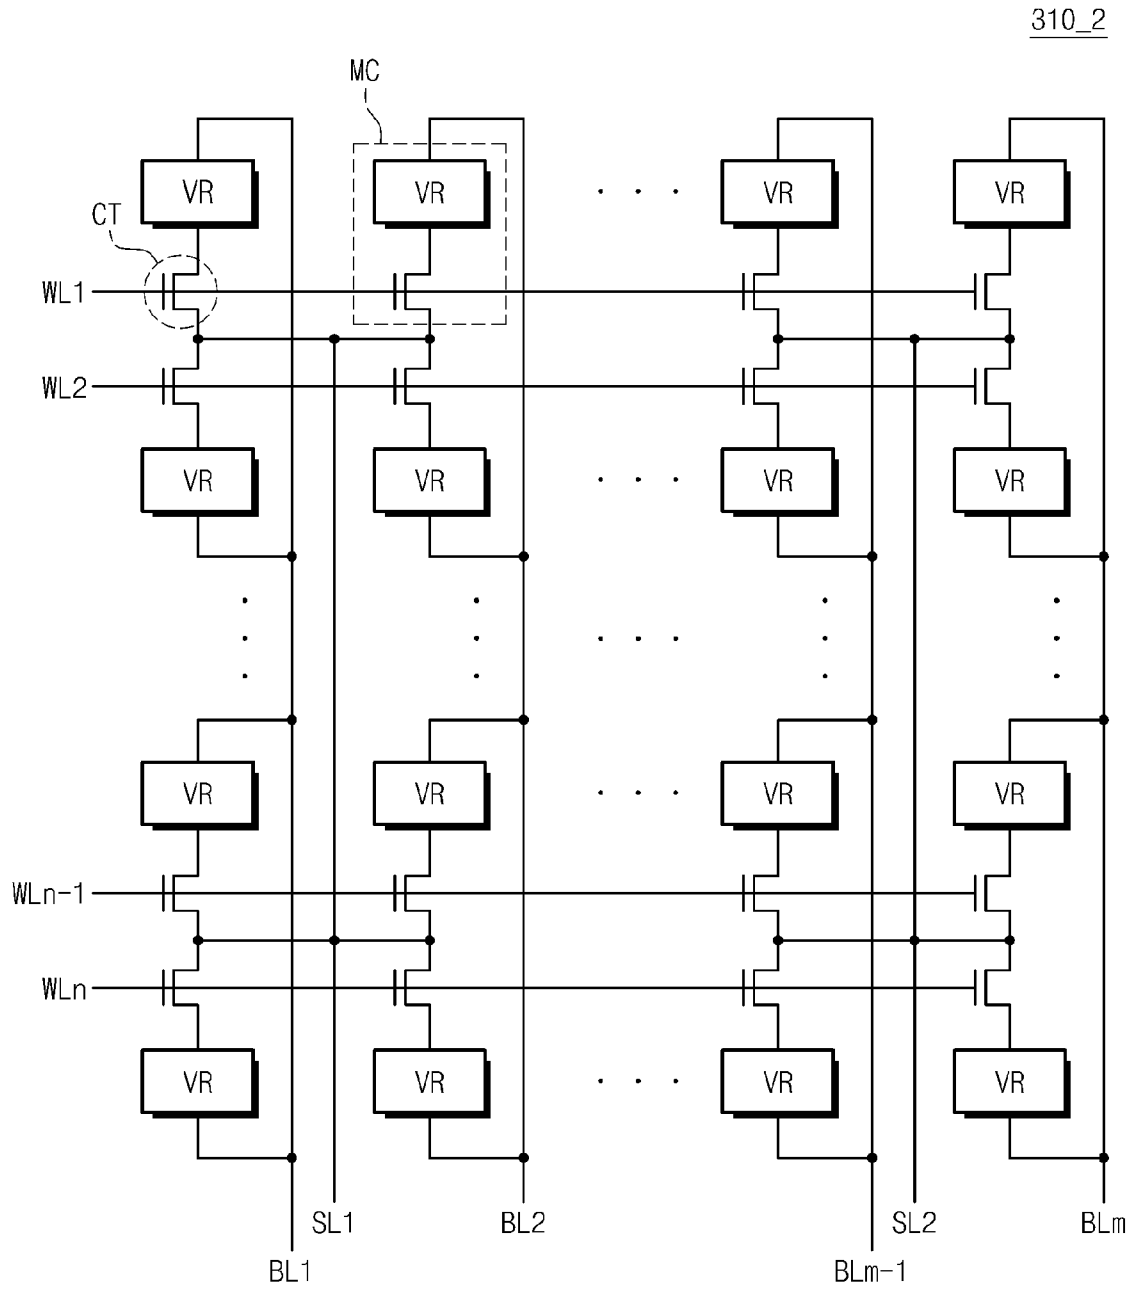 310_2
MC
VR VR VR VR
CT
WL1
WL2
VR VR VR VR
VR VR VR VR
WLn-1
WLn
VR VR VR VR
SL1 BL2 SL2 BLm
BL1 BLm-1